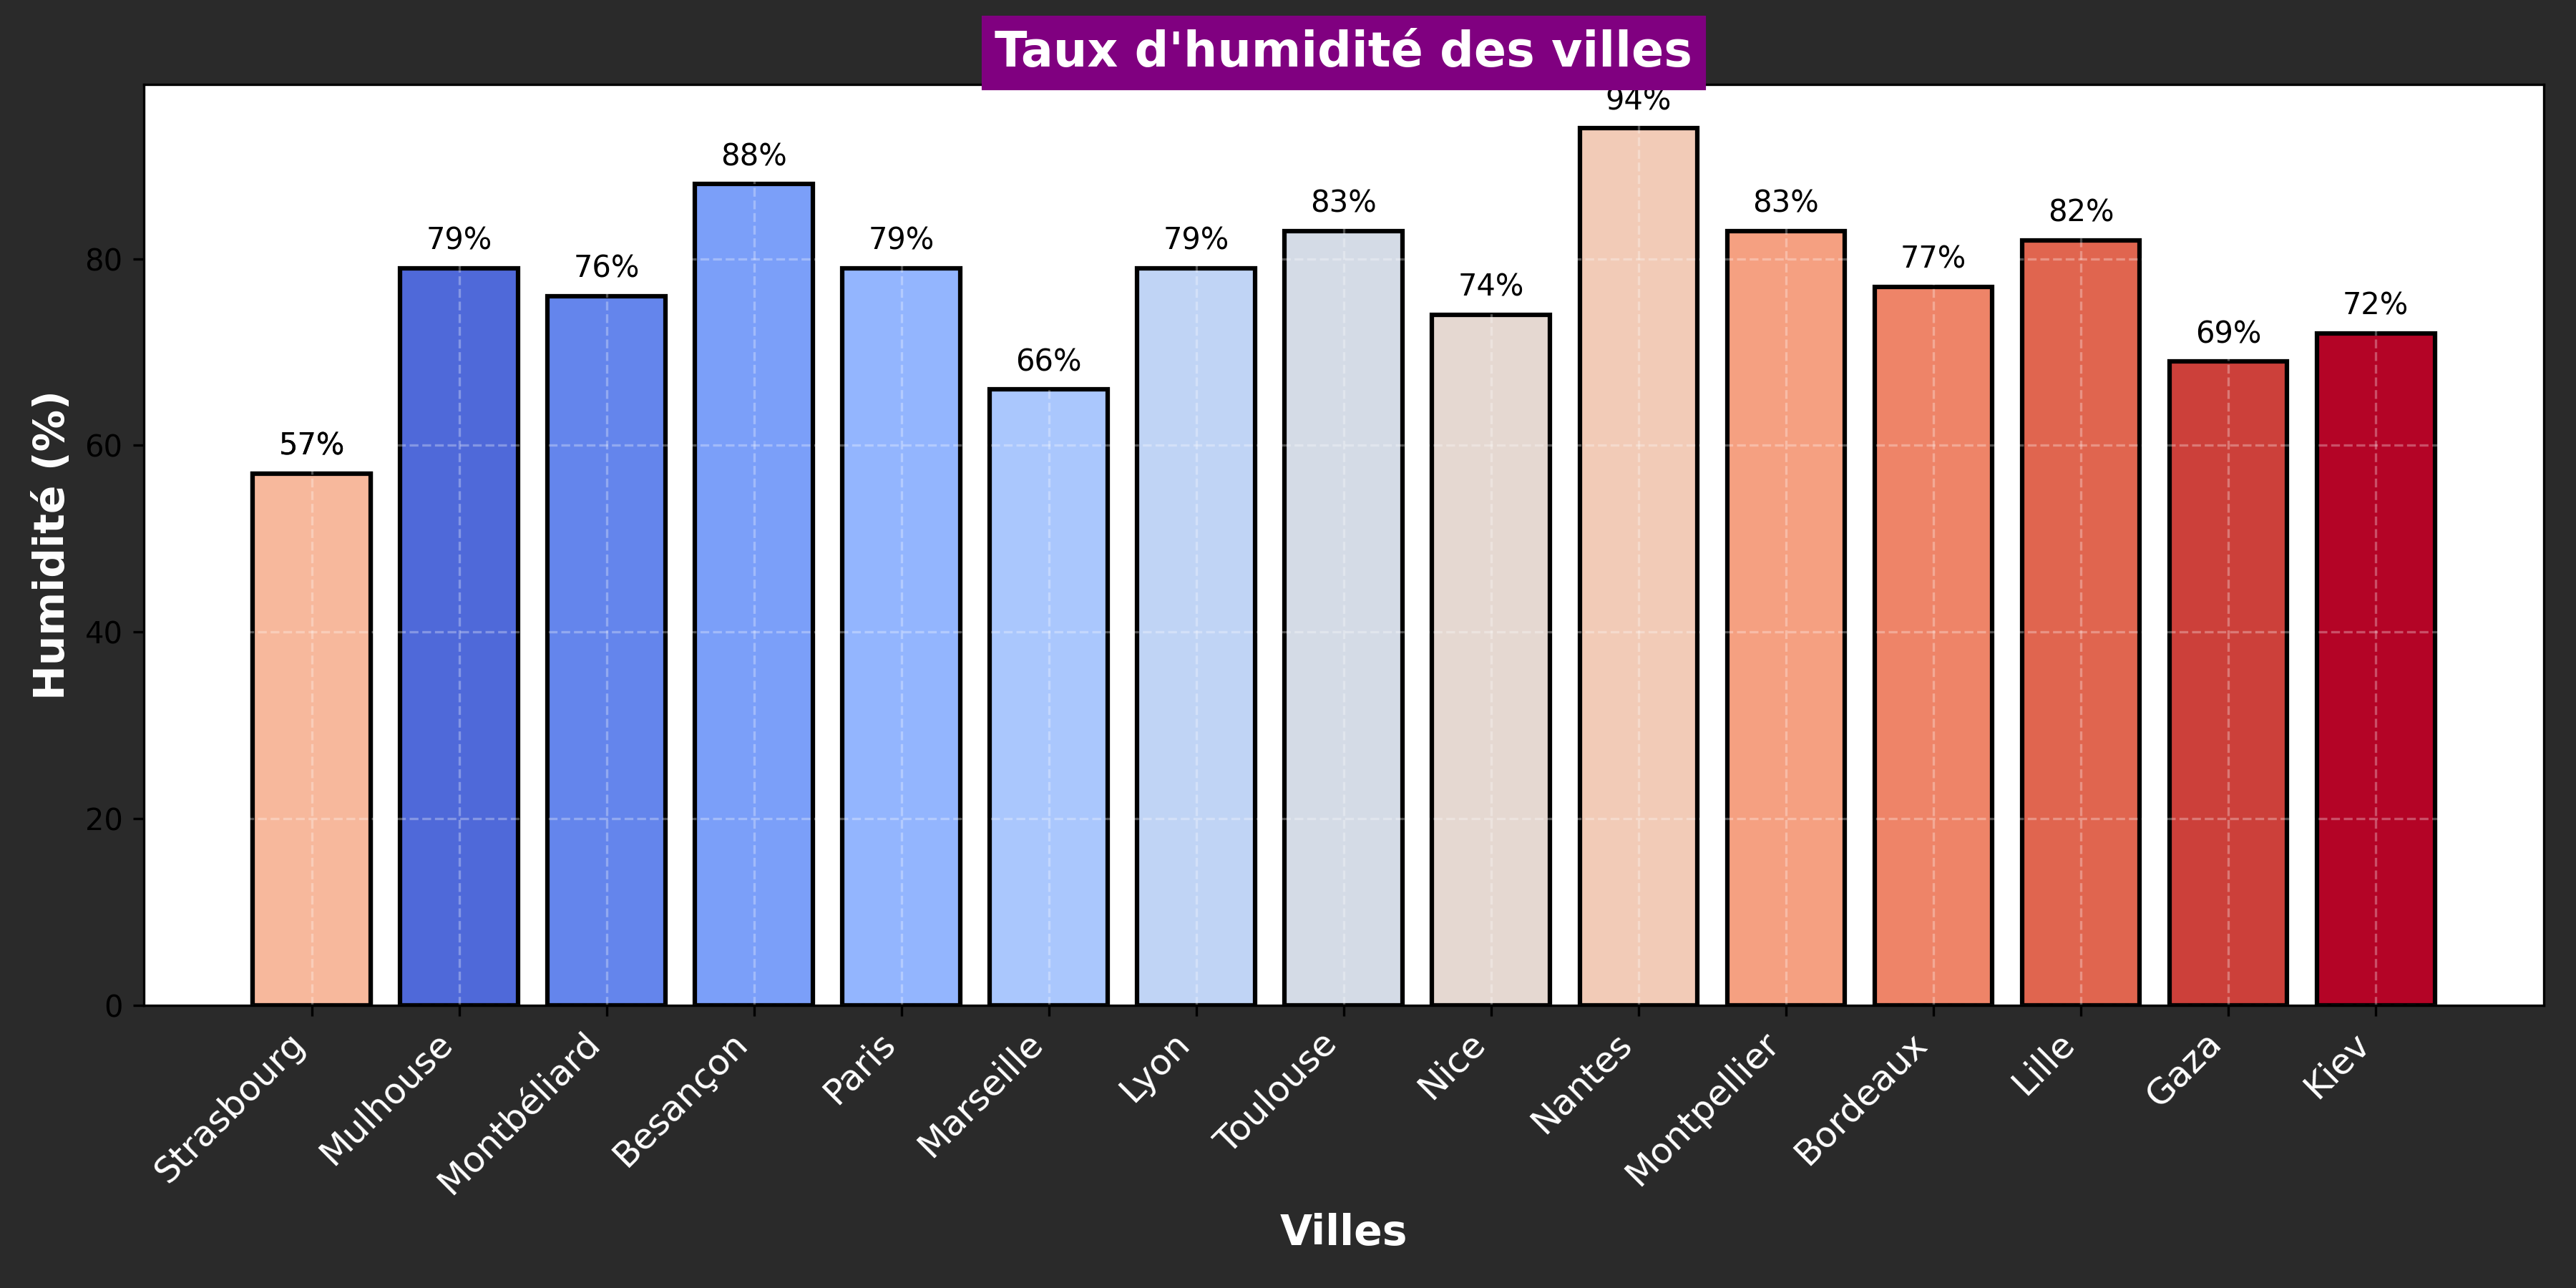 Taux d'humidité des villes
Humidité (%)
80
60
40
20
0
57%
79%
76%
88%
79%
66%
79%
83%
74%
94%
83%
77%
82%
69%
72%
Strasbourg
Mulhouse
Montbéliard
Besançon
Paris
Marseille
Lyon
Toulouse
Nice
Nantes
Montpellier
Bordeaux
Lille
Gaza
Kiev
Villes